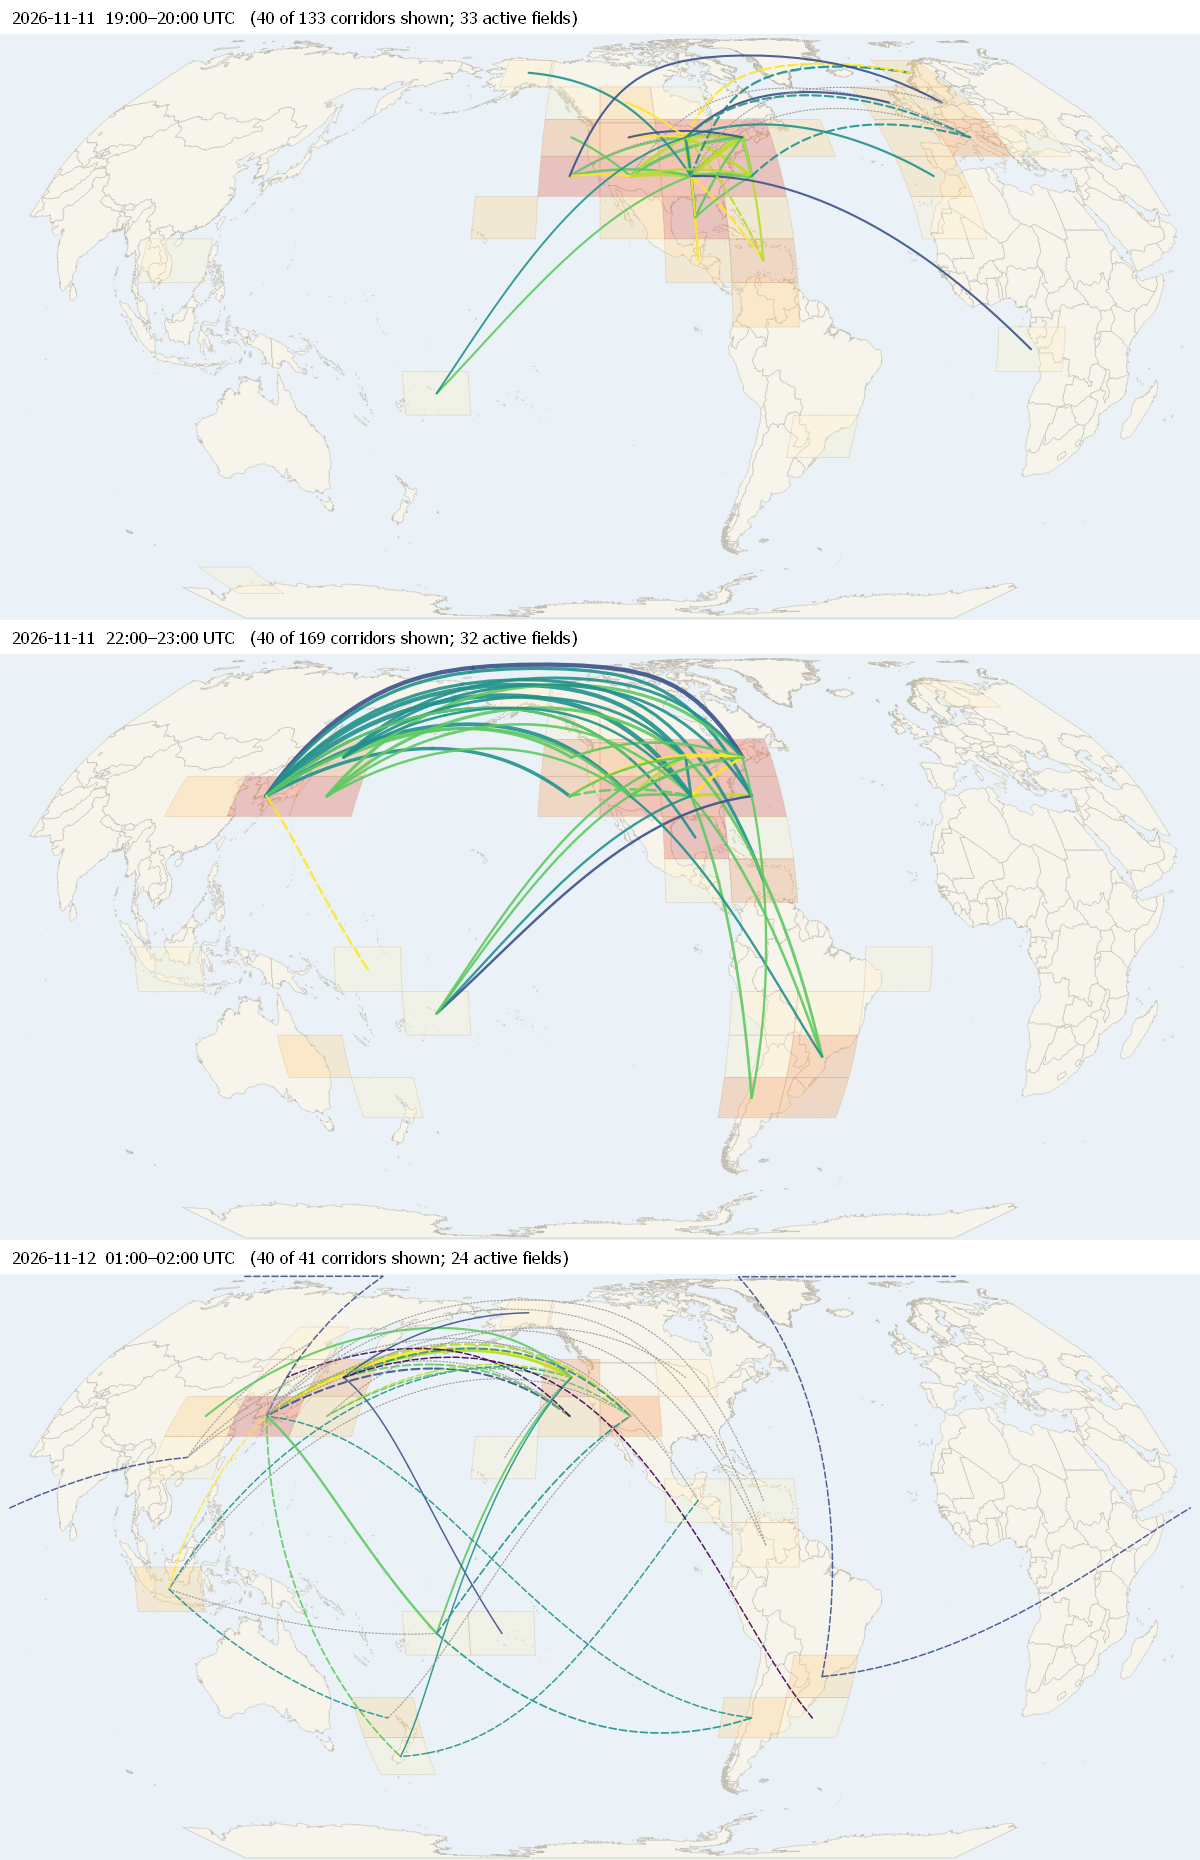 2026-11-11 19:00–20:00 UTC (40 of 133 corridors shown; 33 active fields)
2026-11-11 22:00–23:00 UTC (40 of 169 corridors shown; 32 active fields)
2026-11-12 01:00–02:00 UTC (40 of 41 corridors shown; 24 active fields)